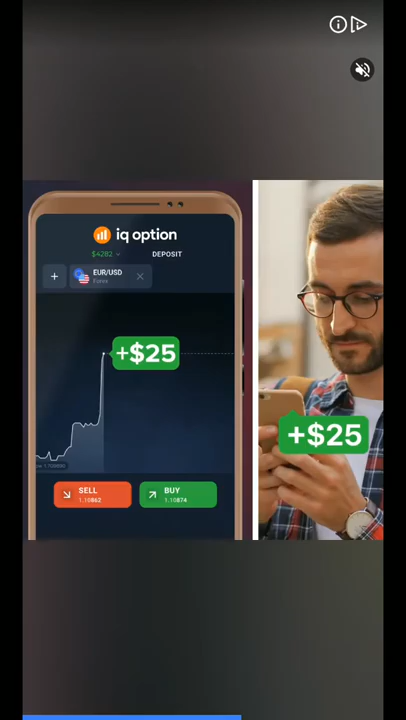 iq option
$4282
DEPOSIT
+
EUR/USD
Forex
+$25
SELL
1.10862
BUY
1.10874
+$25